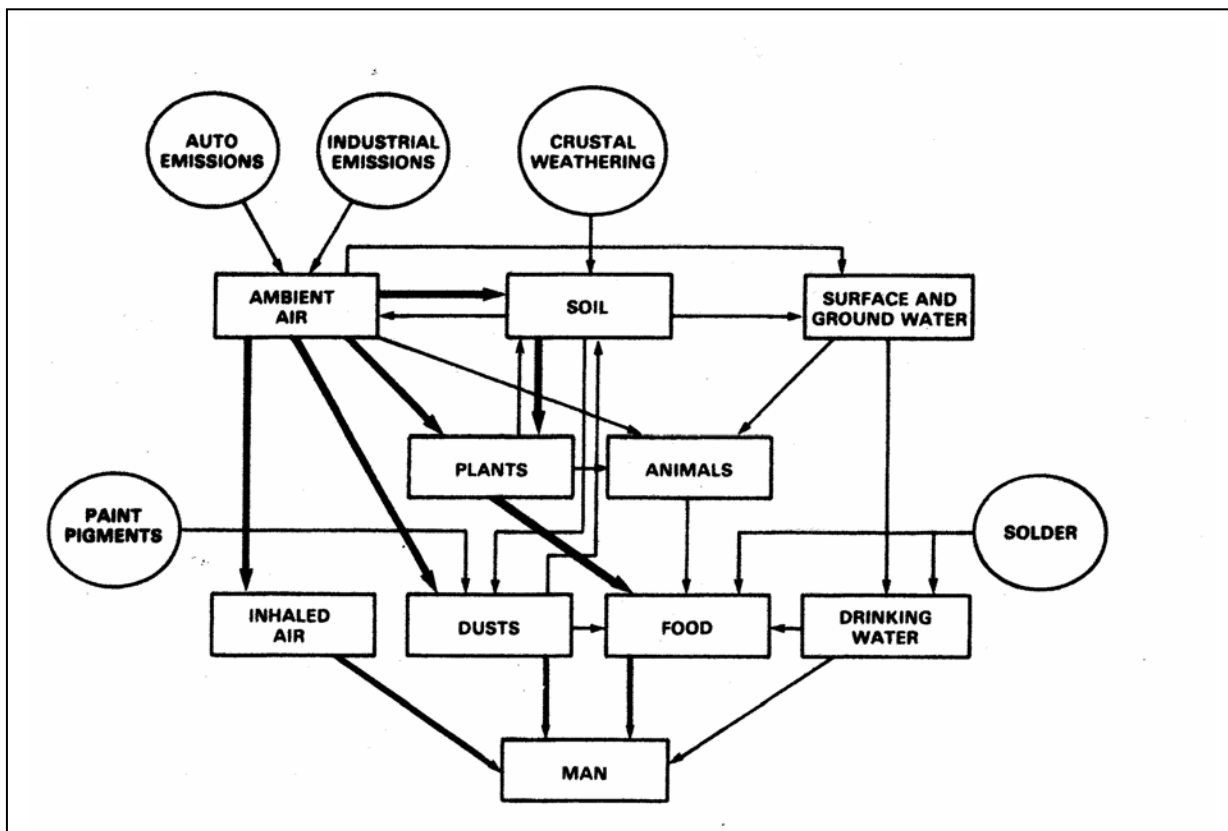 AUTO
EMISSIONS
INDUSTRIAL
EMISSIONS
CRUSTAL
WEATHERING
AMBIENT
AIR
SOIL
SURFACE AND
GROUND WATER
PLANTS
ANIMALS
PAINT
PIGMENTS
SOLDER
INHALED
AIR
DUSTS
FOOD
DRINKING
WATER
MAN